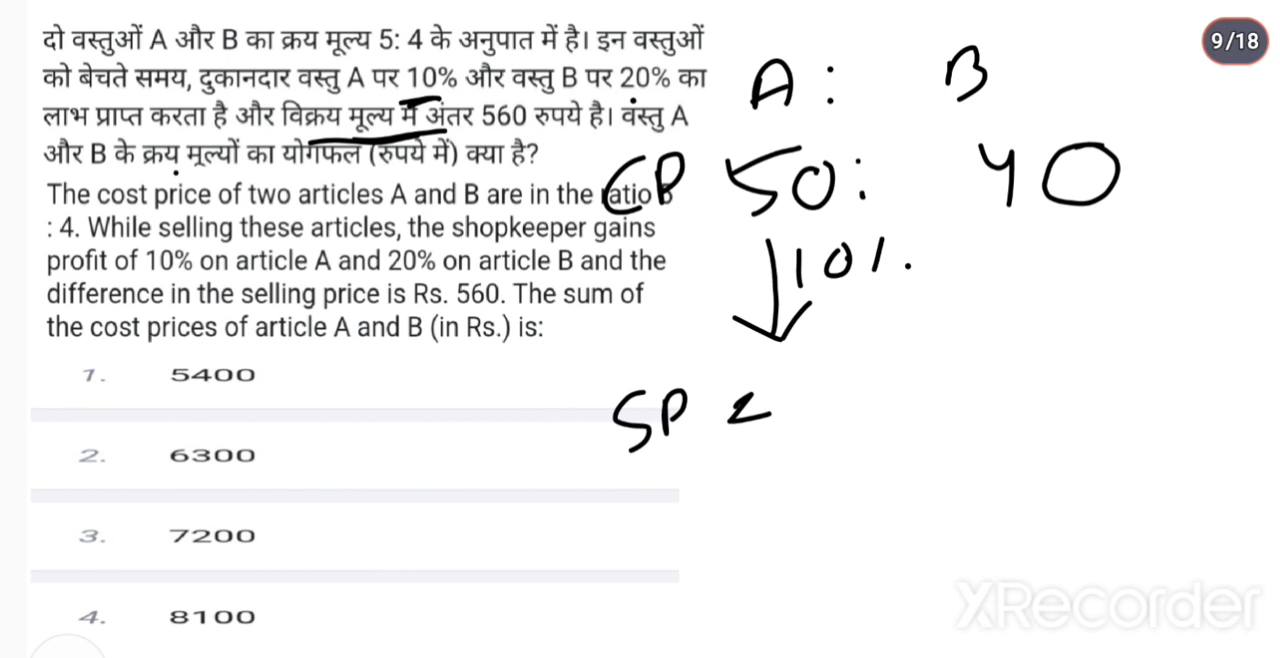 दो वस्तुओं A और B का क्रय मूल्य 5: 4 के अनुपात में है। इन वस्तुओं
को बेचते समय, दुकानदार वस्तु A पर 10% और वस्तु B पर 20% का
लाभ प्राप्त करता है और विक्रय मूल्य में अंतर 560 रुपये है। वस्तु A
और B के क्रय मूल्यों का योगफल (रुपये में) क्या है?
The cost price of two articles A and B are in the ratio
: 4. While selling these articles, the shopkeeper gains
profit of 10% on article A and 20% on article B and the
difference in the selling price is Rs. 560. The sum of
the cost prices of article A and B (in Rs.) is:
1. 5400
2. 6300
3. 7200
4. 8100
9/18
A : B
CP 50 : 40
10%.
SP
XRecorder